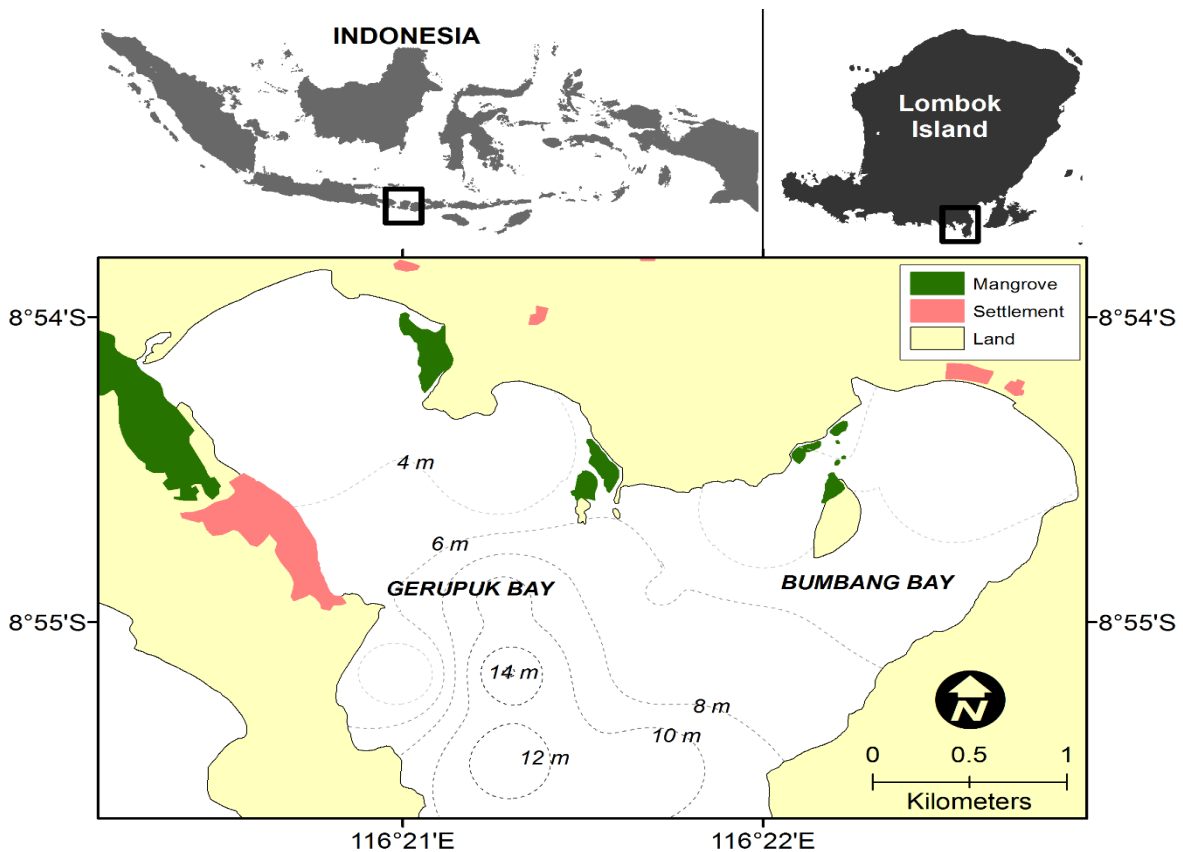 INDONESIA
Lombok
Island
Mangrove
Settlement
Land
8°54'S
8°54'S
4 m
6 m
GERUPUK BAY
BUMBANG BAY
8°55'S
8°55'S
14 m
8 m
10 m
12 m
N
0 0.5 1
Kilometers
116°21'E
116°22'E